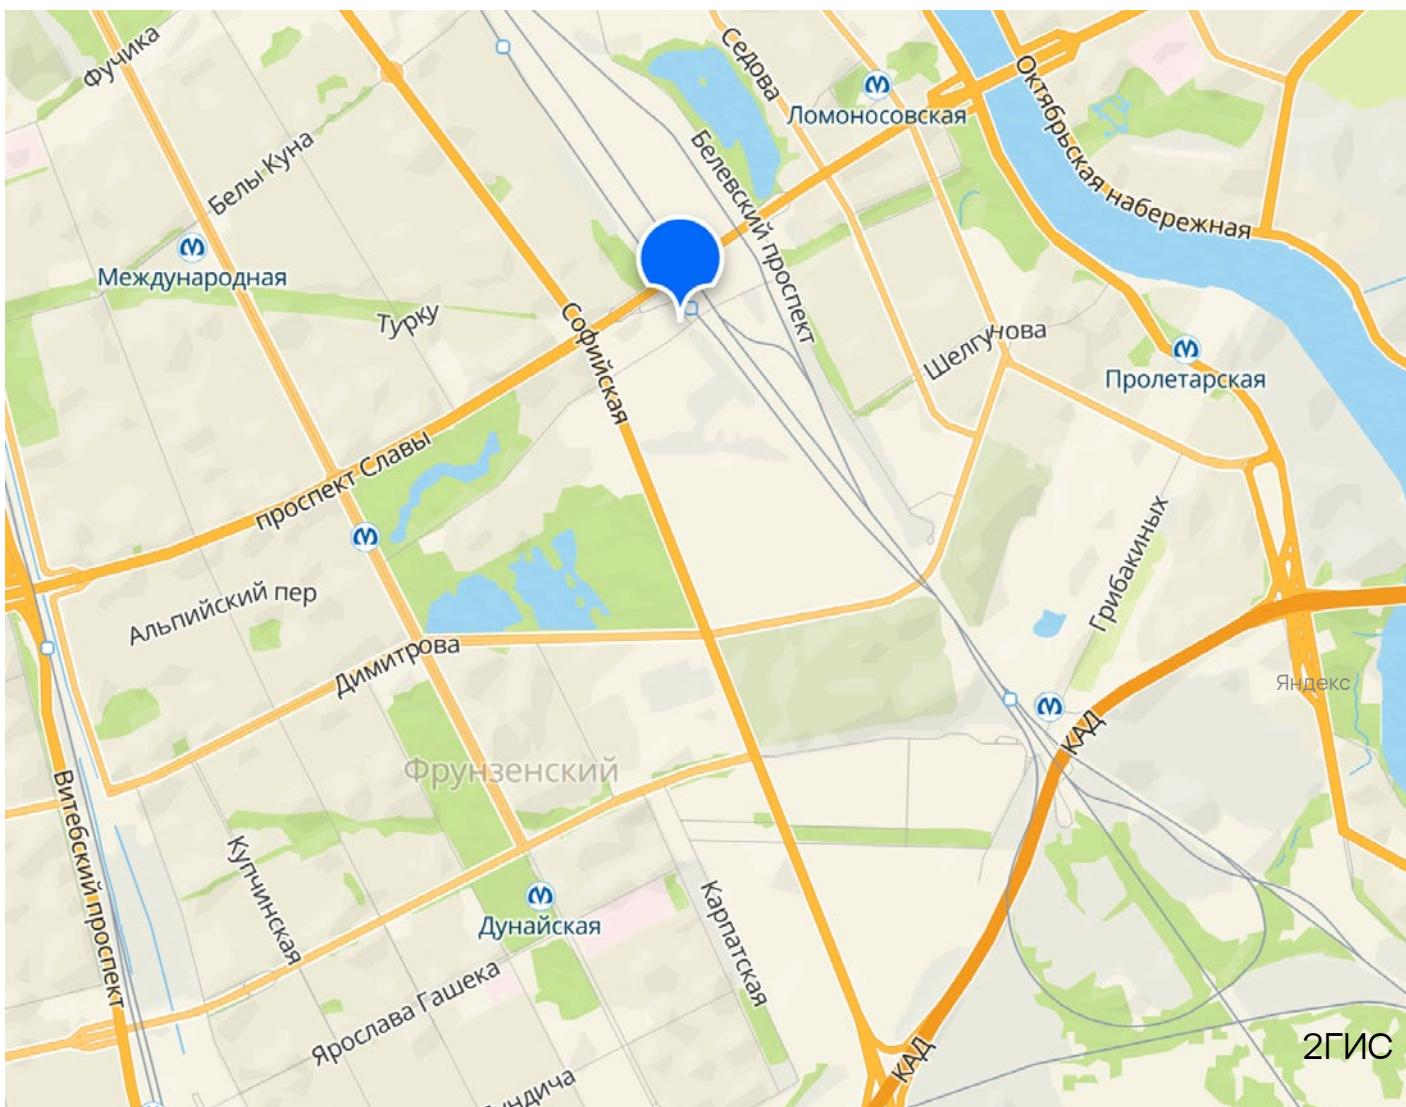 Фучика
Седова
Ломоносовская
Октябрьская набережная
Белы Куна
Белевский проспект
Международная
Турку
Софийская
Шелгунова
Пролетарская
проспект Славы
Альпийский пер
Грибакиных
Димитрова
Яндекс
КАД
Фрунзенский
Витебский проспект
Купчинская
Дунайская
Карпатская
Ярослава Гашека
КАД
2ГИС